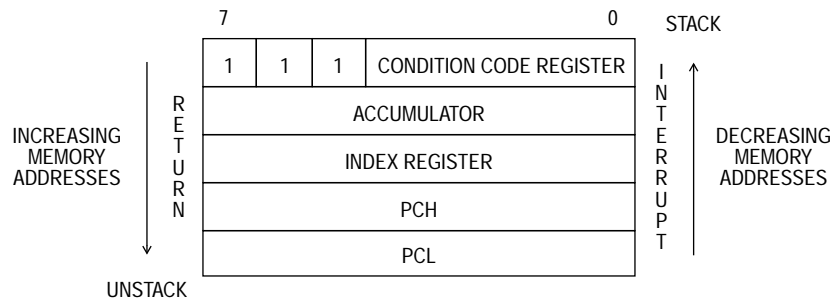 7 0
STACK
1 1 1 CONDITION CODE REGISTER
ACCUMULATOR
INDEX REGISTER
PCH
PCL
INCREASING
MEMORY
ADDRESSES
RETURN
INTERRUPT
DECREASING
MEMORY
ADDRESSES
UNSTACK